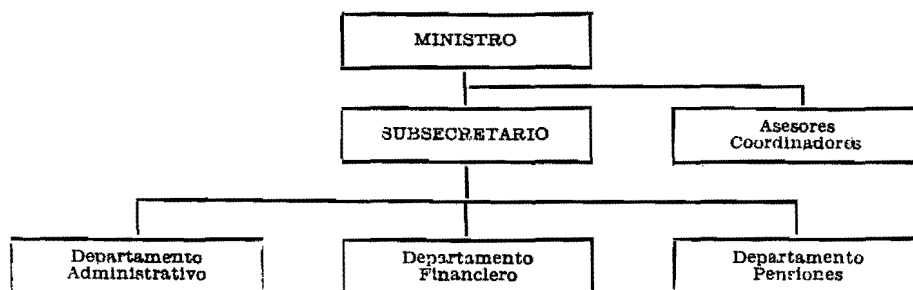 MINISTRO
SUBSECRETARIO
Asesores
Coordinadores
Departamento
Administrativo
Departamento
Financiero
Departamento
Pensiones